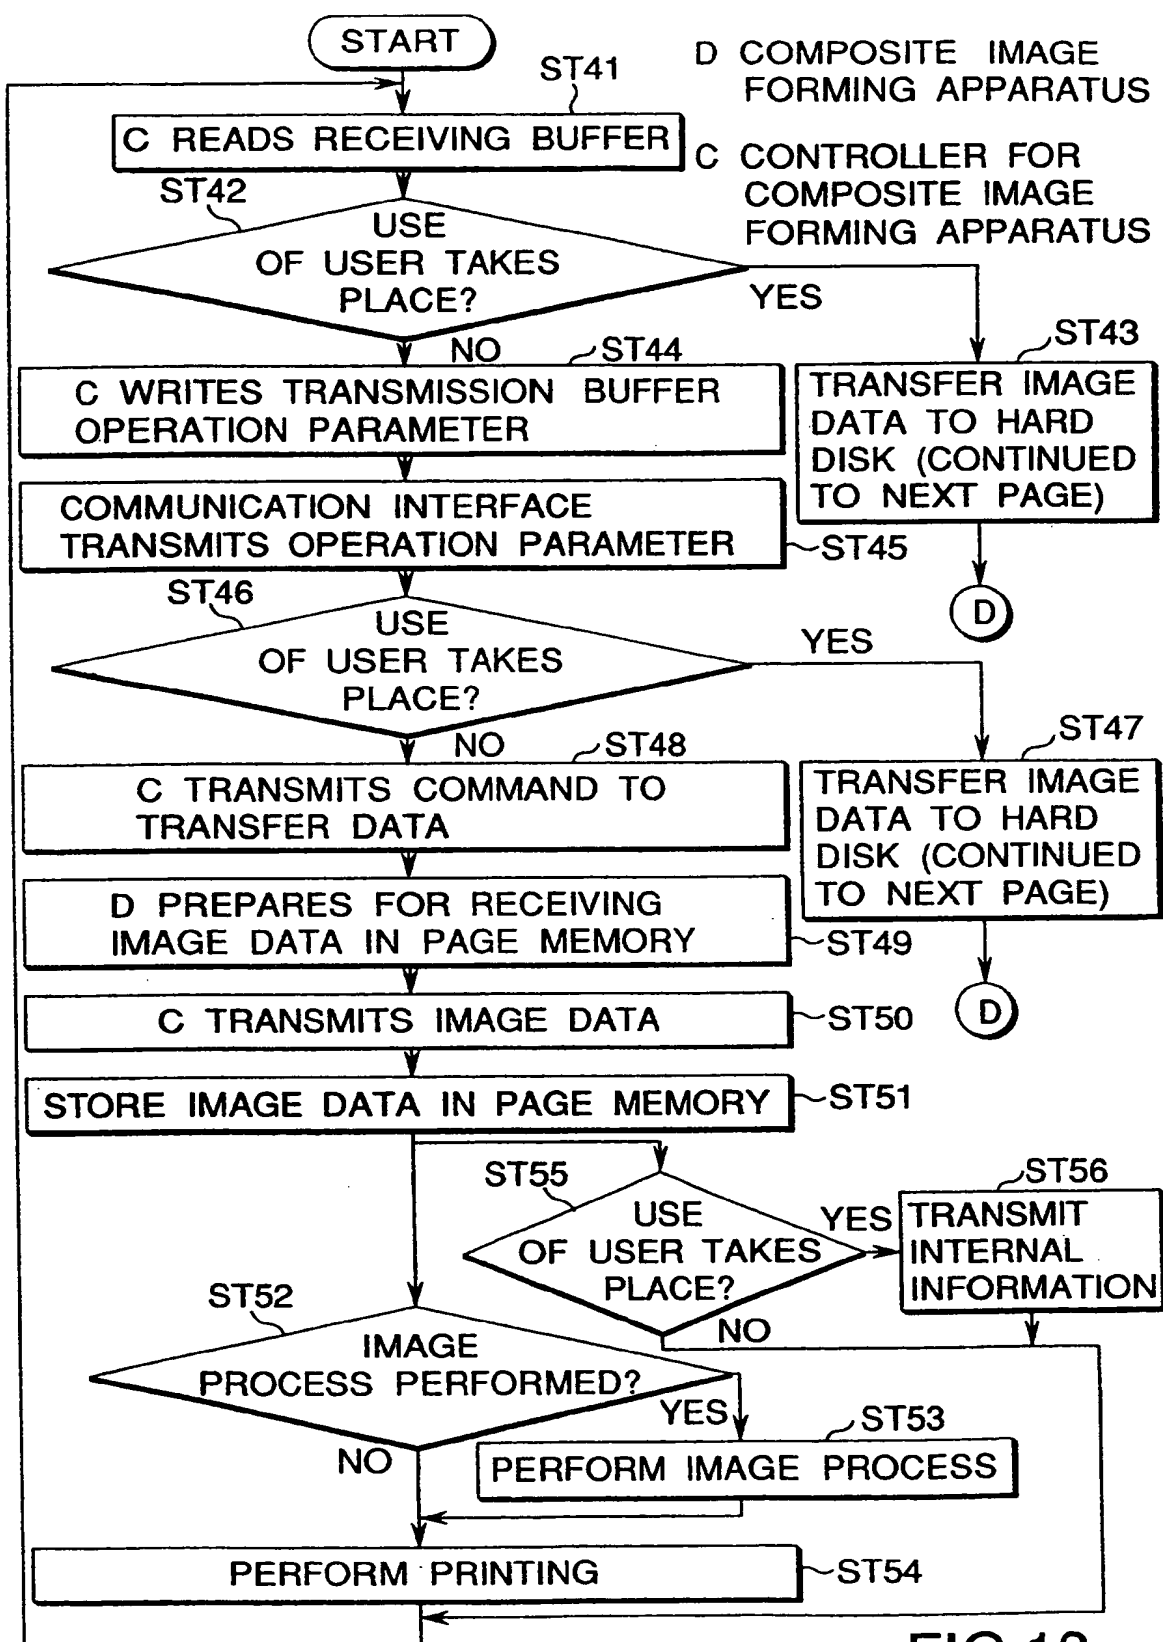 START
D COMPOSITE IMAGE
FORMING APPARATUS
ST41
C READS RECEIVING BUFFER
C CONTROLLER FOR
COMPOSITE IMAGE
FORMING APPARATUS
ST42
USE
OF USER TAKES
PLACE?
YES
NO
ST43
TRANSFER IMAGE
DATA TO HARD
DISK (CONTINUED
TO NEXT PAGE)
D
ST44
C WRITES TRANSMISSION BUFFER
OPERATION PARAMETER
COMMUNICATION INTERFACE
TRANSMITS OPERATION PARAMETER
ST45
ST46
USE
OF USER TAKES
PLACE?
YES
NO
ST47
TRANSFER IMAGE
DATA TO HARD
DISK (CONTINUED
TO NEXT PAGE)
D
ST48
C TRANSMITS COMMAND TO
TRANSFER DATA
D PREPARES FOR RECEIVING
IMAGE DATA IN PAGE MEMORY
ST49
C TRANSMITS IMAGE DATA
ST50
STORE IMAGE DATA IN PAGE MEMORY
ST51
ST55
USE
OF USER TAKES
PLACE?
YES
NO
ST56
TRANSMIT
INTERNAL
INFORMATION
ST52
IMAGE
PROCESS PERFORMED?
YES
NO
ST53
PERFORM IMAGE PROCESS
PERFORM PRINTING
ST54